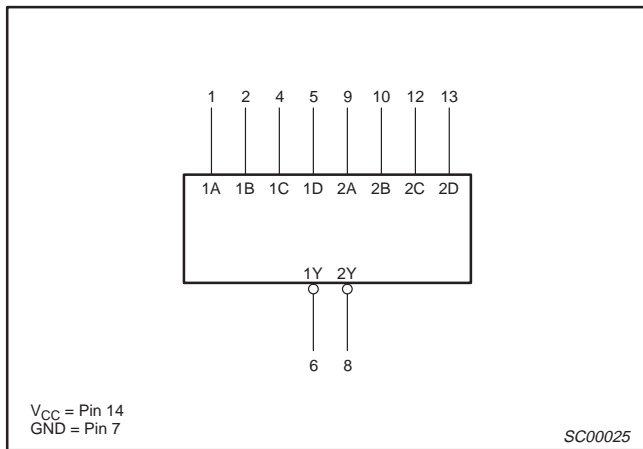 1 2 4 5 9 10 12 13
1A 1B 1C 1D 2A 2B 2C 2D
1Y 2Y
6 8
VCC = Pin 14
GND = Pin 7
SC00025